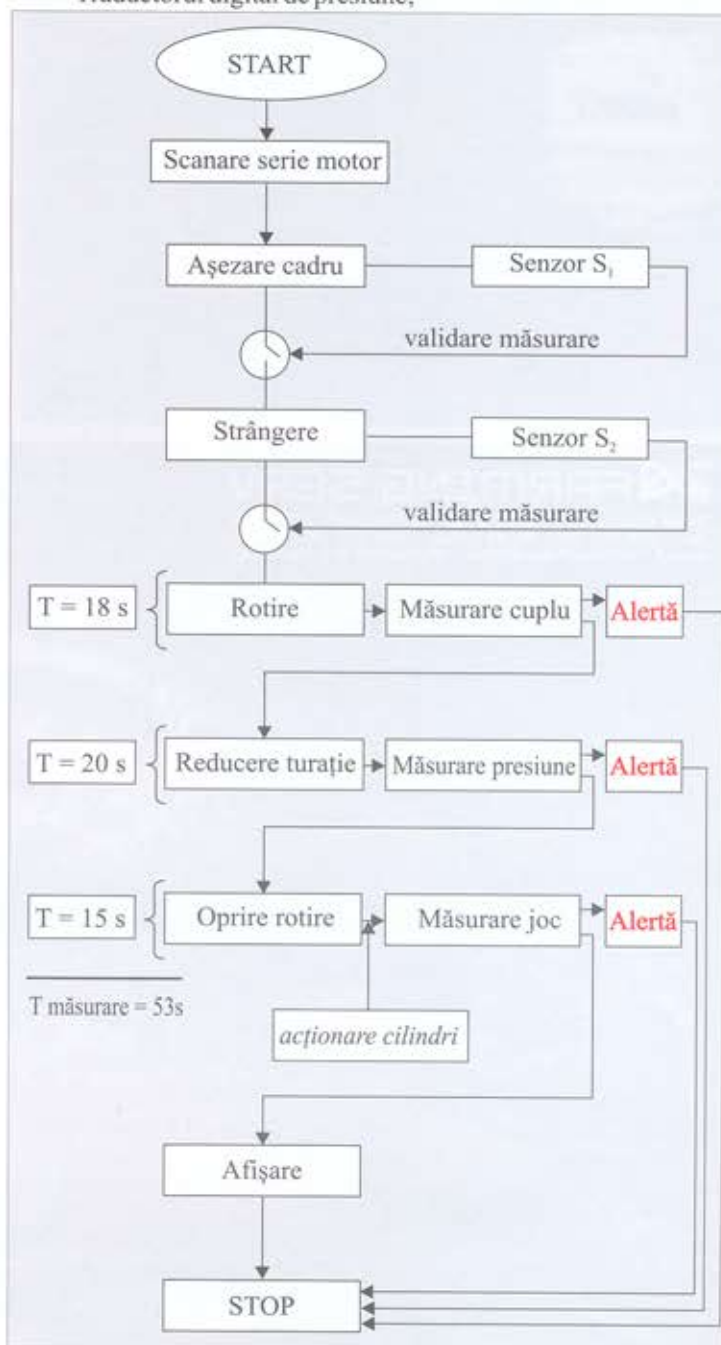 Traductorul digital de presiune;
START
Scanare serie motor
Așezare cadru
Senzor S₁
validare măsurare
Strângere
Senzor S₂
validare măsurare
T = 18 s
Rotire
Măsurare cuplu
Alertă
T = 20 s
Reducere turație
Măsurare presiune
Alertă
T = 15 s
Oprire rotire
Măsurare joc
Alertă
T măsurare = 53s
acționare cilindri
Afișare
STOP